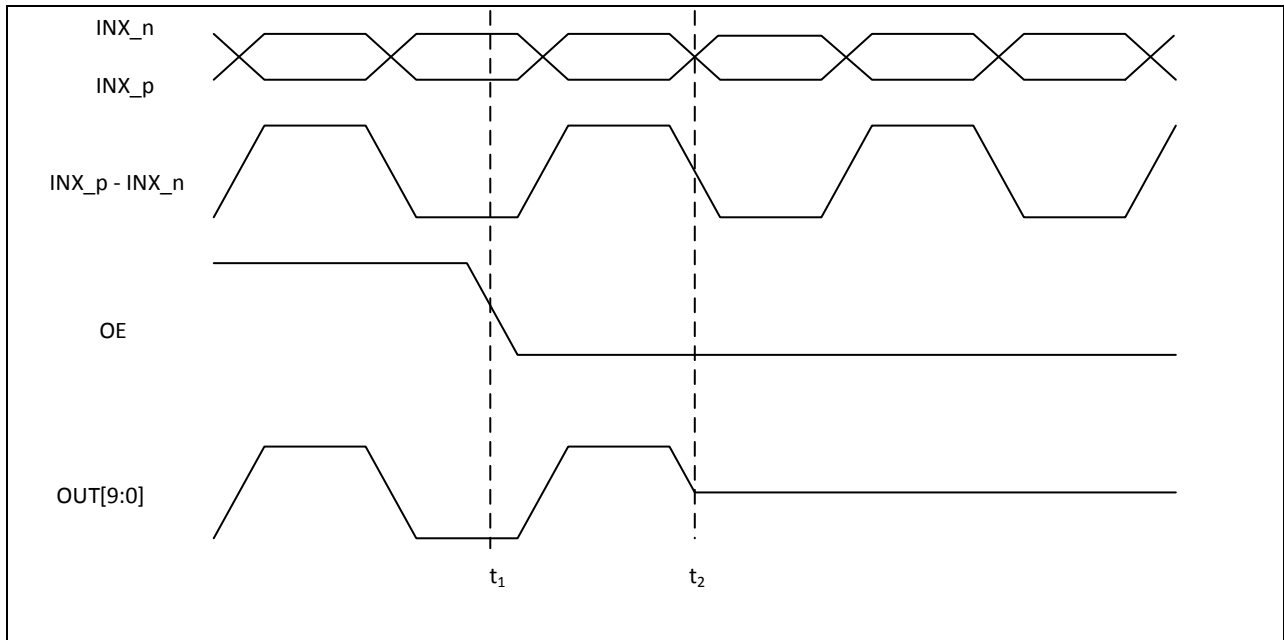 INX_n
INX_p
INX_p - INX_n
OE
OUT[9:0]
t₁
t₂